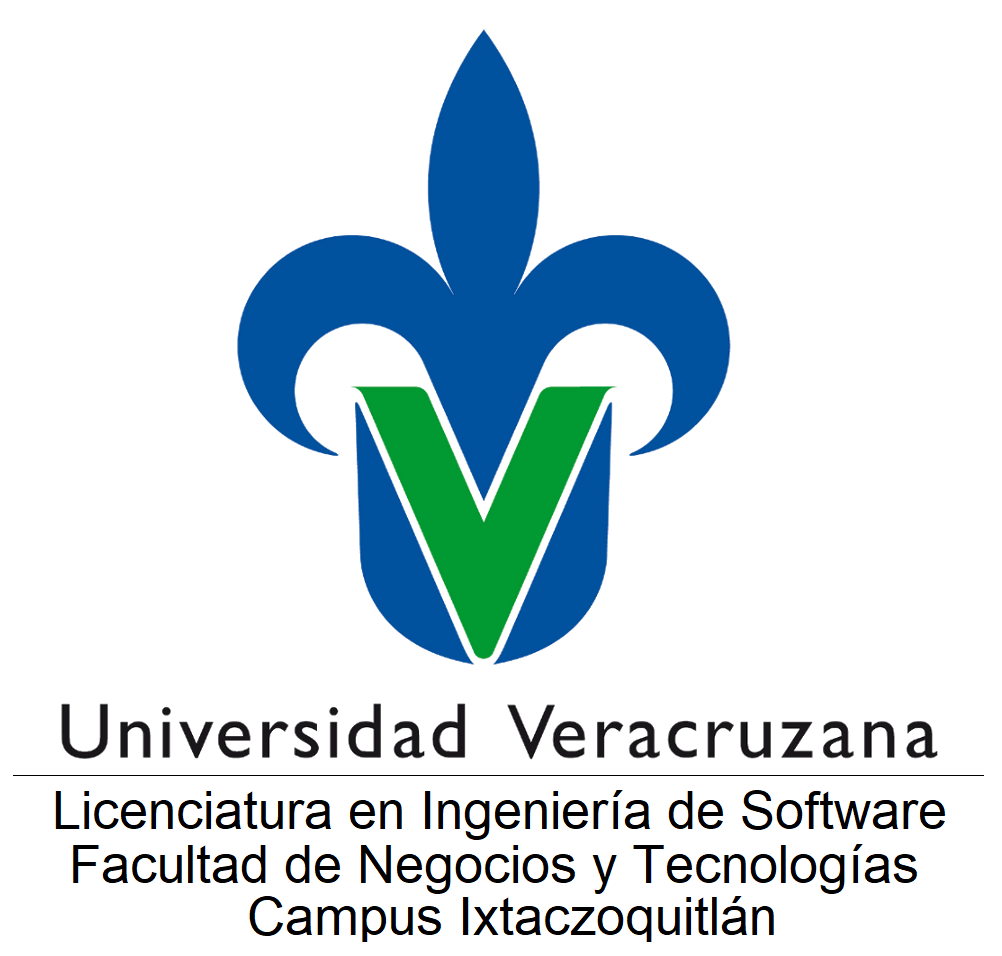 Universidad Veracruzana
Licenciatura en Ingeniería de Software
Facultad de Negocios y Tecnologías
Campus Ixtaczoquitlán